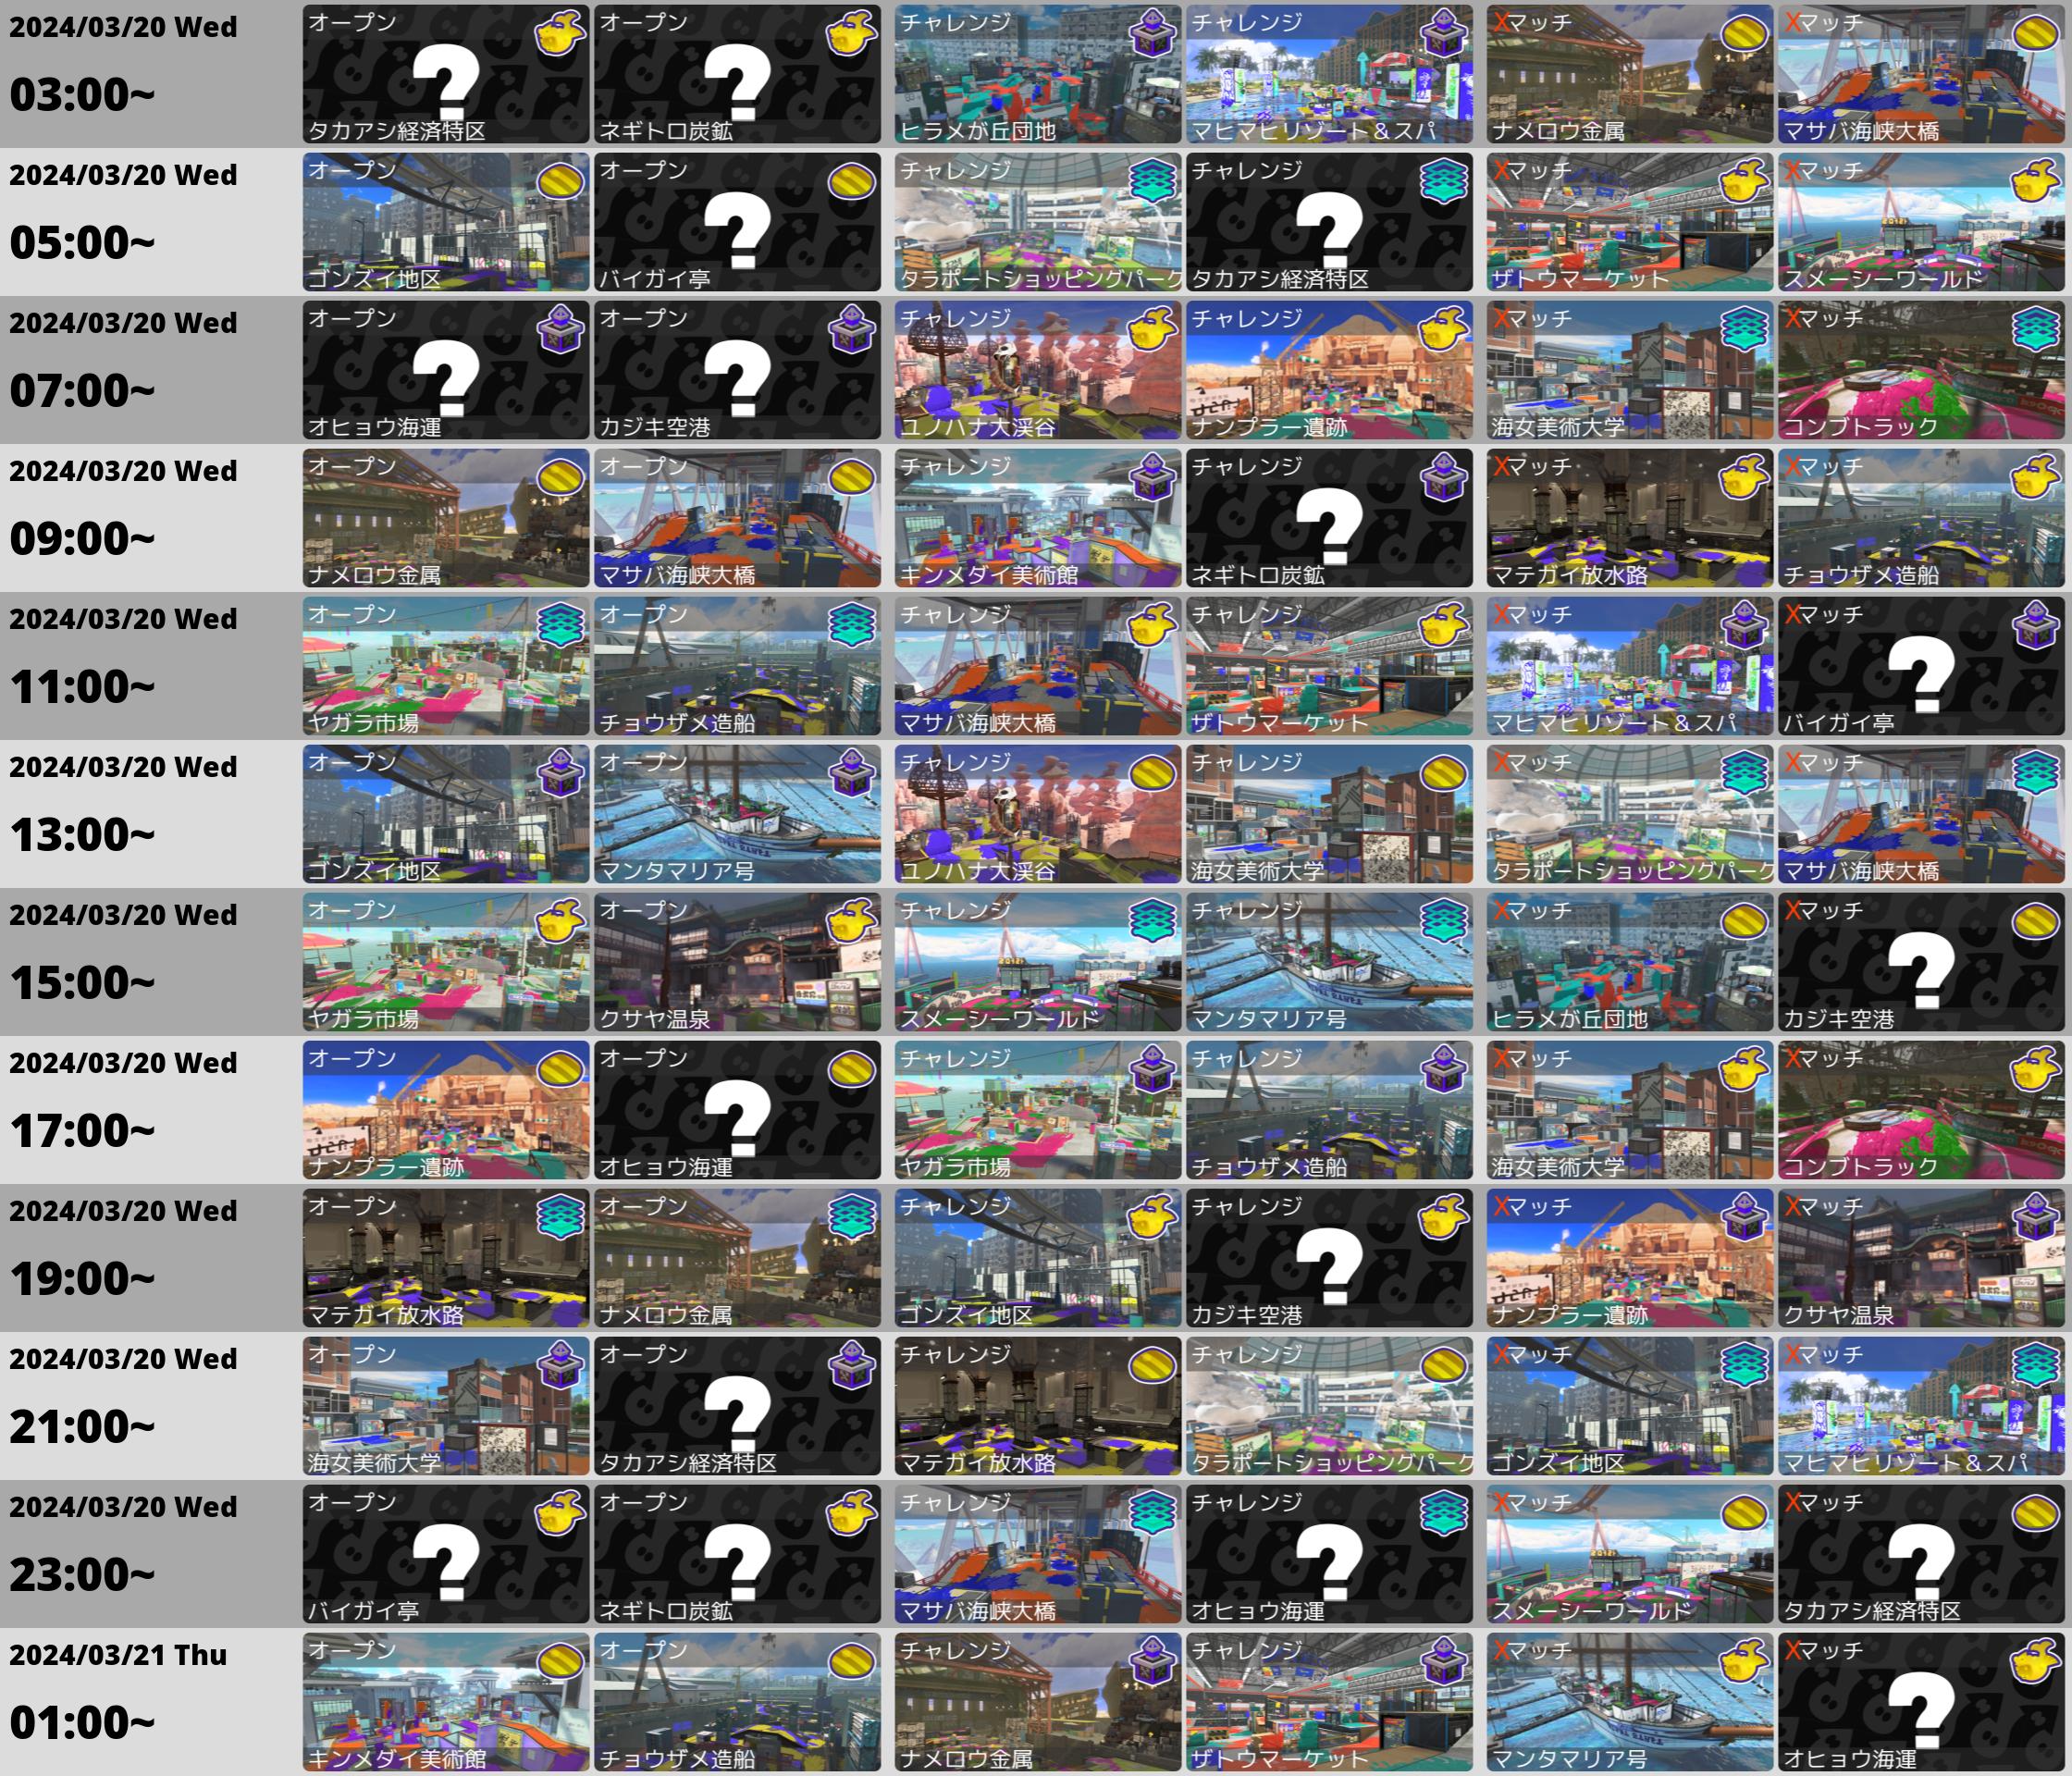 2024/03/20 Wed
03:00~
オープン
タカアシ経済特区
オープン
ネギトロ炭鉱
チャレンジ
ヒラメが丘団地
チャレンジ
マヒマヒリゾート＆スパ
Xマッチ
ナメロウ金属
Xマッチ
マサバ海峡大橋
2024/03/20 Wed
05:00~
オープン
ゴンズイ地区
オープン
バイガイ亭
チャレンジ
タラポートショッピングパーク
チャレンジ
タカアシ経済特区
Xマッチ
ザトウマーケット
Xマッチ
スメーシーワールド
2024/03/20 Wed
07:00~
オープン
オヒョウ海運
オープン
カジキ空港
チャレンジ
ユノハナ大渓谷
チャレンジ
ナンプラー遺跡
Xマッチ
海女美術大学
Xマッチ
コンブトラック
2024/03/20 Wed
09:00~
オープン
ナメロウ金属
オープン
マサバ海峡大橋
チャレンジ
キンメダイ美術館
チャレンジ
ネギトロ炭鉱
Xマッチ
マテガイ放水路
Xマッチ
チョウザメ造船
2024/03/20 Wed
11:00~
オープン
ヤガラ市場
オープン
チョウザメ造船
チャレンジ
マサバ海峡大橋
チャレンジ
ザトウマーケット
Xマッチ
マヒマヒリゾート＆スパ
Xマッチ
バイガイ亭
2024/03/20 Wed
13:00~
オープン
ゴンズイ地区
オープン
マンタマリア号
チャレンジ
ユノハナ大渓谷
チャレンジ
海女美術大学
Xマッチ
タラポートショッピングパーク
Xマッチ
マサバ海峡大橋
2024/03/20 Wed
15:00~
オープン
ヤガラ市場
オープン
クサヤ温泉
チャレンジ
スメーシーワールド
チャレンジ
マンタマリア号
Xマッチ
ヒラメが丘団地
Xマッチ
カジキ空港
2024/03/20 Wed
17:00~
オープン
ナンプラー遺跡
オープン
オヒョウ海運
チャレンジ
ヤガラ市場
チャレンジ
チョウザメ造船
Xマッチ
海女美術大学
Xマッチ
コンブトラック
2024/03/20 Wed
19:00~
オープン
マテガイ放水路
オープン
ナメロウ金属
チャレンジ
ゴンズイ地区
チャレンジ
カジキ空港
Xマッチ
ナンプラー遺跡
Xマッチ
クサヤ温泉
2024/03/20 Wed
21:00~
オープン
海女美術大学
オープン
タカアシ経済特区
チャレンジ
マテガイ放水路
チャレンジ
タラポートショッピングパーク
Xマッチ
ゴンズイ地区
Xマッチ
マヒマヒリゾート＆スパ
2024/03/20 Wed
23:00~
オープン
バイガイ亭
オープン
ネギトロ炭鉱
チャレンジ
マサバ海峡大橋
チャレンジ
オヒョウ海運
Xマッチ
スメーシーワールド
Xマッチ
タカアシ経済特区
2024/03/21 Thu
01:00~
オープン
キンメダイ美術館
オープン
チョウザメ造船
チャレンジ
ナメロウ金属
チャレンジ
ザトウマーケット
Xマッチ
マンタマリア号
Xマッチ
オヒョウ海運